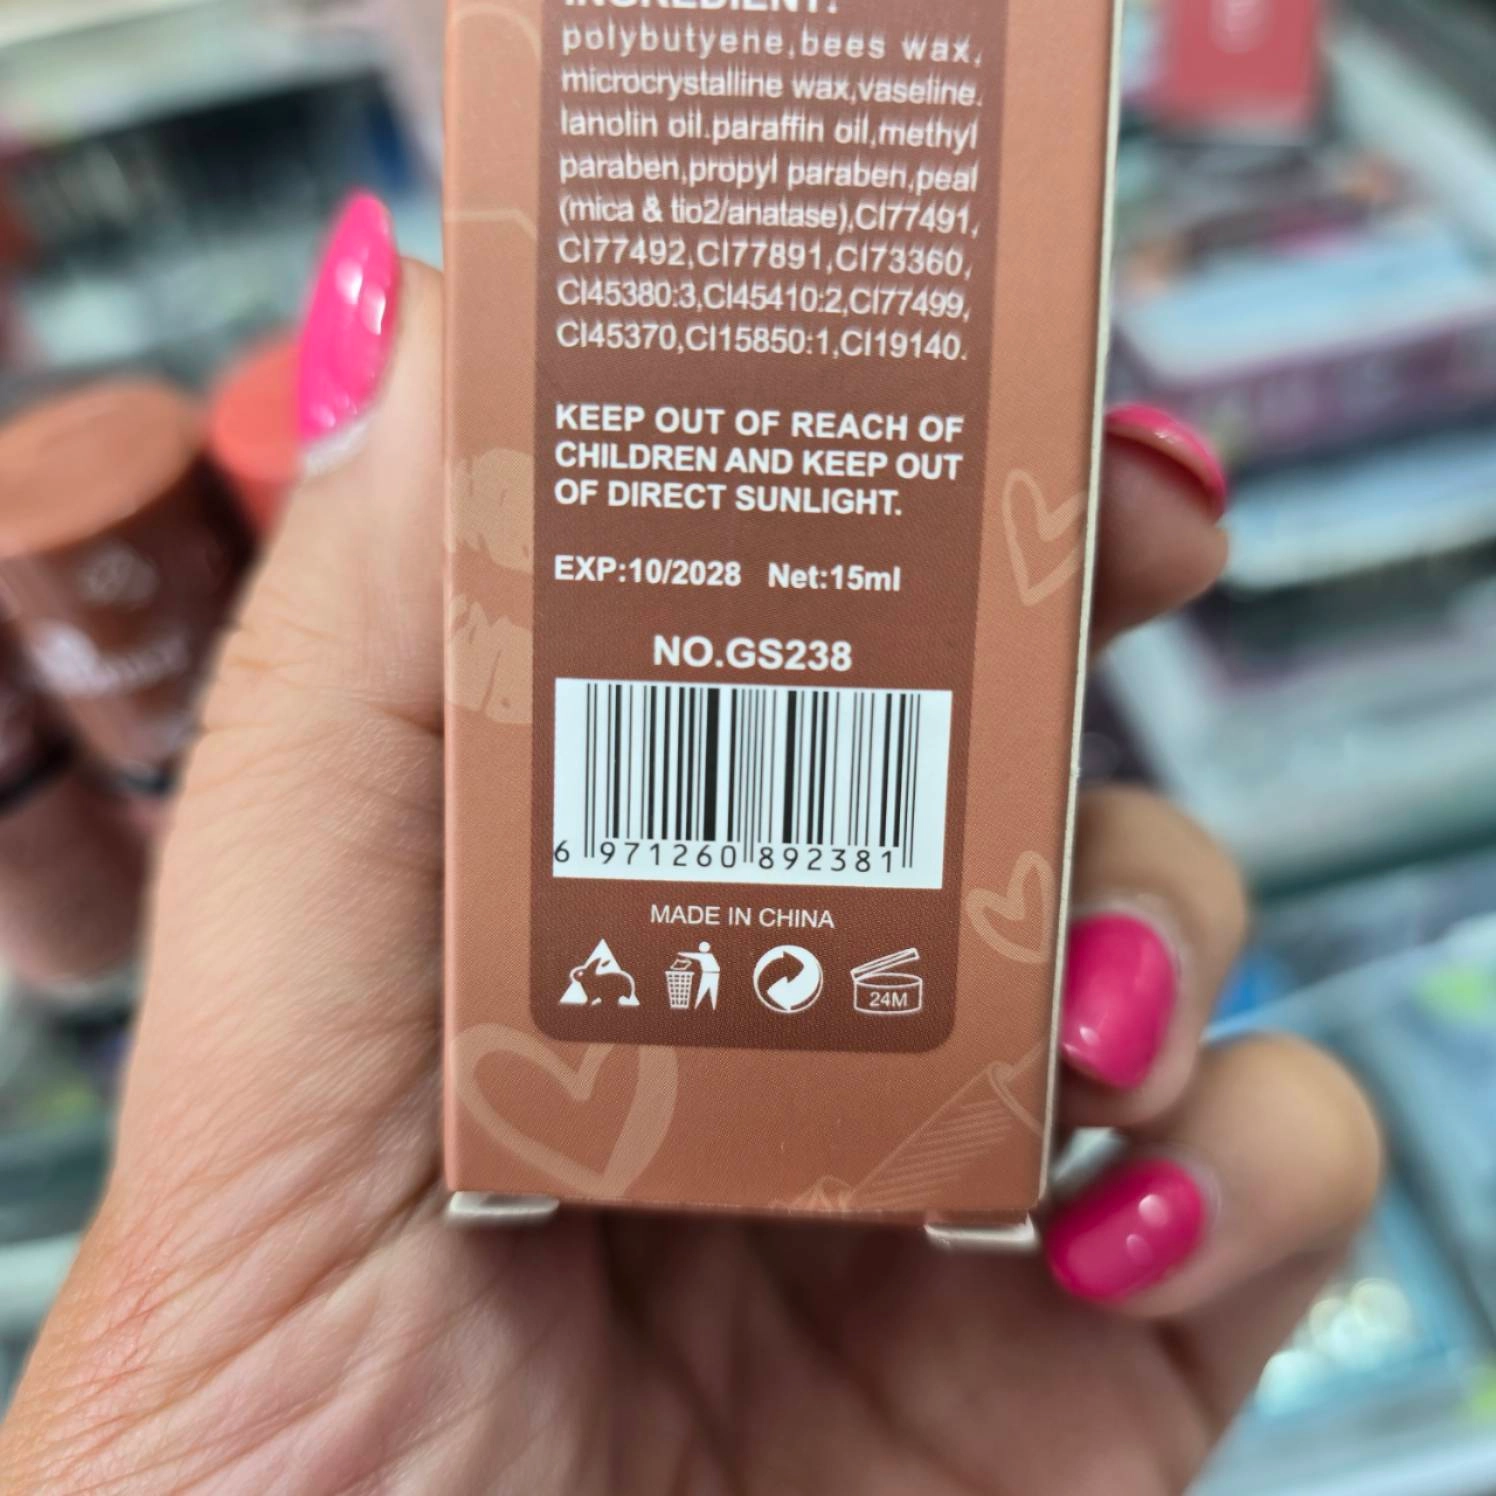 INGREDIENT:
polybutyene,bees wax,
microcrystalline wax,vaseline.
lanolin oil.paraffin oil,methyl
paraben,propyl paraben,peal
(mica & tio2/anatase),CI77491,
CI77492,CI77891,CI73360,
CI45380:3,CI45410:2,CI77499,
CI45370,CI15850:1,CI19140.
KEEP OUT OF REACH OF
CHILDREN AND KEEP OUT
OF DIRECT SUNLIGHT.
EXP:10/2028 Net:15ml
NO.GS238
6 971260 892381
MADE IN CHINA
24M